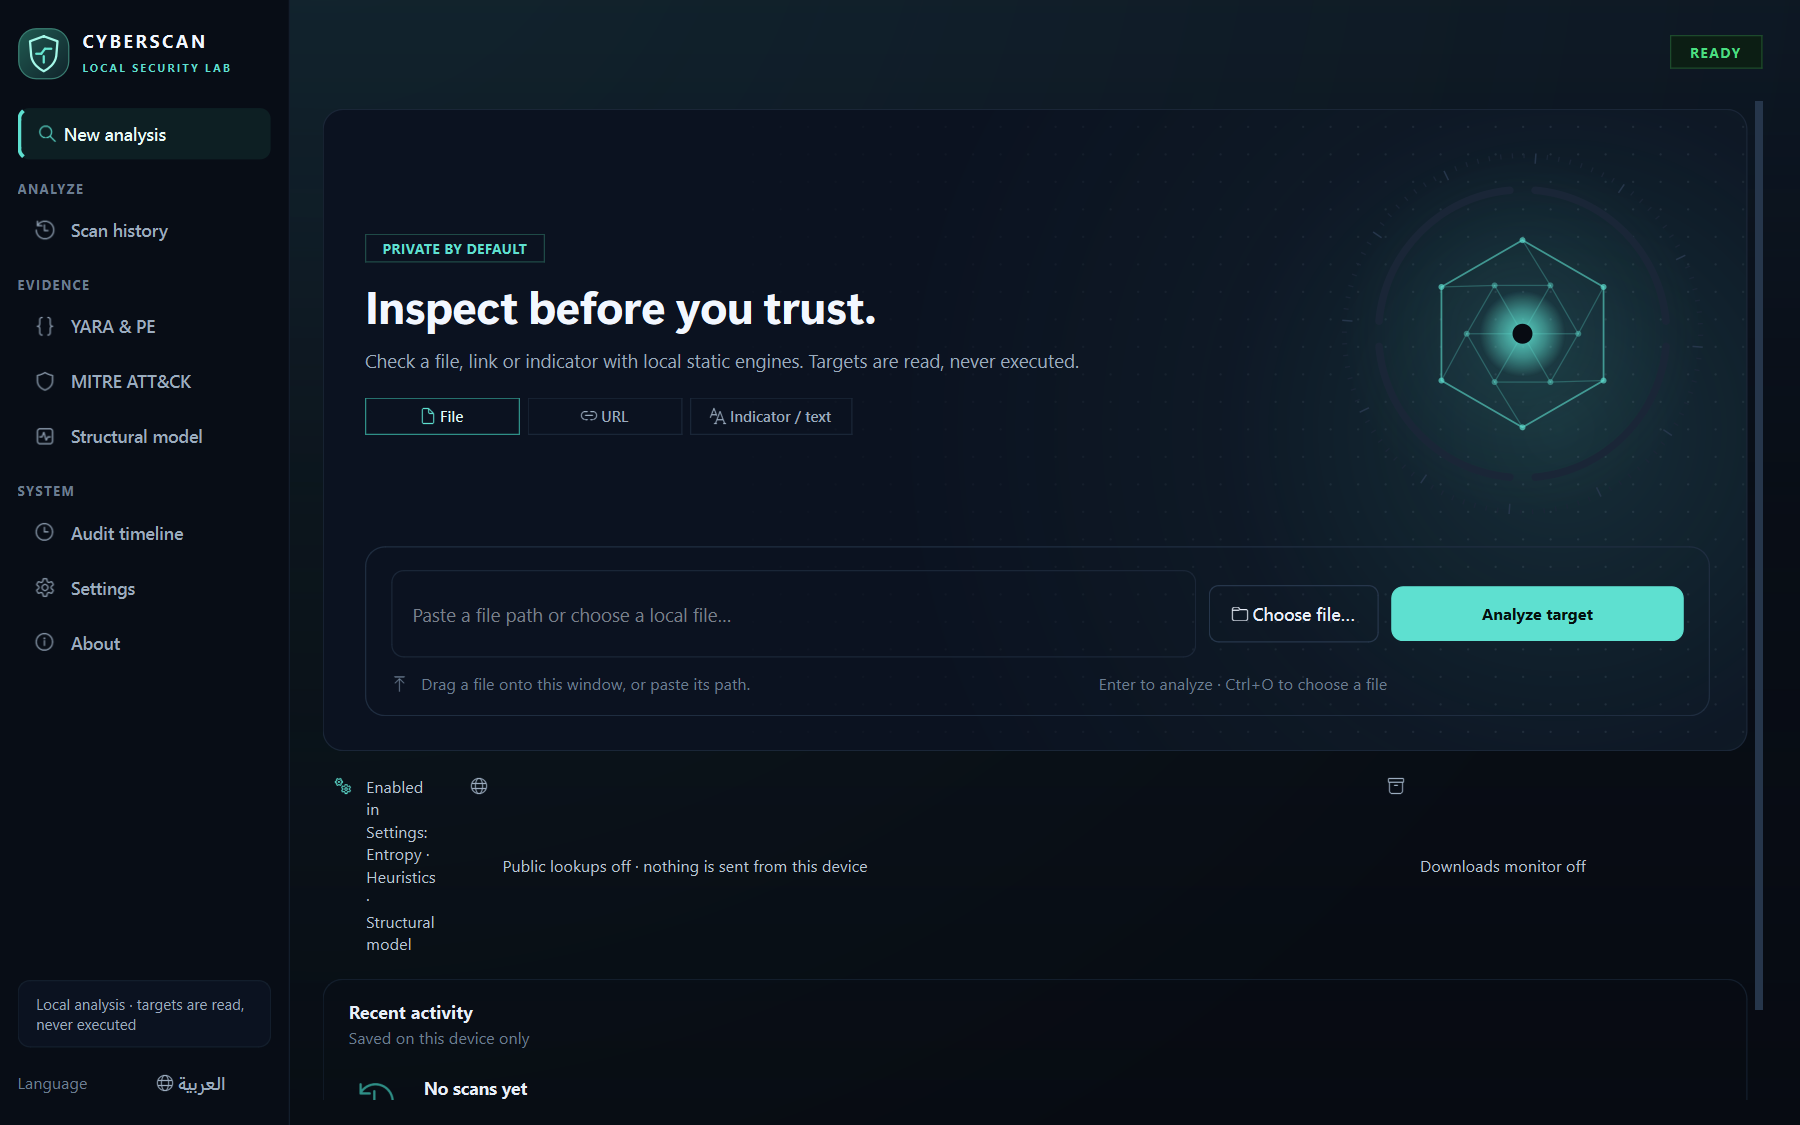 CYBERSCAN
LOCAL SECURITY LAB
New analysis
ANALYZE
Scan history
EVIDENCE
YARA & PE
MITRE ATT&CK
Structural model
SYSTEM
Audit timeline
Settings
About
Local analysis · targets are read,
never executed
Language
العربية
READY
PRIVATE BY DEFAULT
Inspect before you trust.
Check a file, link or indicator with local static engines. Targets are read, never executed.
File
URL
Indicator / text
Paste a file path or choose a local file...
Choose file...
Analyze target
Drag a file onto this window, or paste its path.
Enter to analyze · Ctrl+O to choose a file
Enabled
in
Settings:
Entropy ·
Heuristics
·
Structural
model
Public lookups off · nothing is sent from this device
Downloads monitor off
Recent activity
Saved on this device only
No scans yet